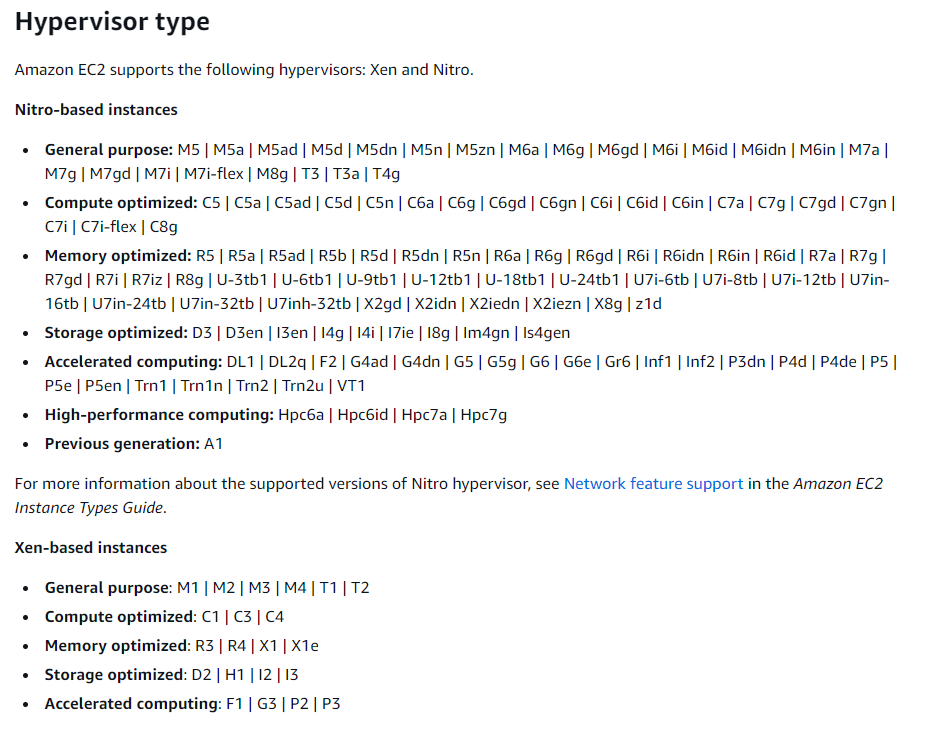 Hypervisor type
Amazon EC2 supports the following hypervisors: Xen and Nitro.
Nitro-based instances
• General purpose: M5 | M5a | M5ad | M5d | M5dn | M5n | M5zn | M6a | M6g | M6gd | M6i | M6id | M6idn | M6in | M7a |
M7g | M7gd | M7i | M7i-flex | M8g | T3 | T3a | T4g
• Compute optimized: C5 | C5a | C5ad | C5d | C5n | C6a | C6g | C6gd | C6gn | C6i | C6id | C6in | C7a | C7g | C7gd | C7gn |
C7i | C7i-flex | C8g
• Memory optimized: R5 | R5a | R5ad | R5b | R5d | R5dn | R5n | R6a | R6g | R6gd | R6i | R6idn | R6in | R6id | R7a | R7g |
R7gd | R7i | R7iz | R8g | U-3tb1 | U-6tb1 | U-9tb1 | U-12tb1 | U-18tb1 | U-24tb1 | U7i-6tb | U7i-8tb | U7i-12tb | U7in-
16tb | U7in-24tb | U7in-32tb | U7inh-32tb | X2gd | X2idn | X2iedn | X2iezn | X8g | z1d
• Storage optimized: D3 | D3en | I3en | I4g | I4i | I7ie | I8g | Im4gn | Is4gen
• Accelerated computing: DL1 | DL2q | F2 | G4ad | G4dn | G5 | G5g | G6 | G6e | Gr6 | Inf1 | Inf2 | P3dn | P4d | P4de | P5 |
P5e | P5en | Trn1 | Trn1n | Trn2 | Trn2u | VT1
• High-performance computing: Hpc6a | Hpc6id | Hpc7a | Hpc7g
• Previous generation: A1
For more information about the supported versions of Nitro hypervisor, see Network feature support in the Amazon EC2
Instance Types Guide.
Xen-based instances
• General purpose: M1 | M2 | M3 | M4 | T1 | T2
• Compute optimized: C1 | C3 | C4
• Memory optimized: R3 | R4 | X1 | X1e
• Storage optimized: D2 | H1 | I2 | I3
• Accelerated computing: F1 | G3 | P2 | P3